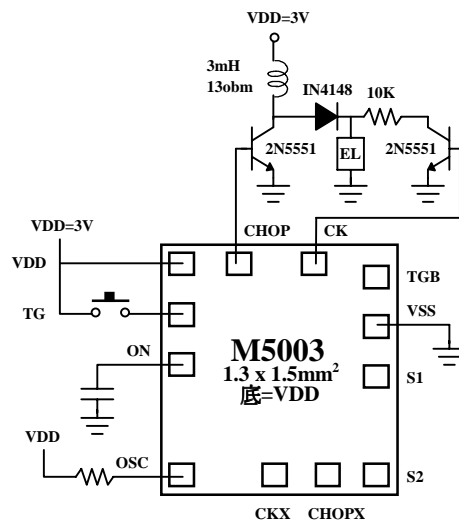 VDD=3V
3mH
13obm
IN4148
10K
2N5551
EL
2N5551
CHOP
CK
VDD=3V
VDD
TG
ON
VDD
OSC
TGB
VSS
S1
S2
M5003
1.3 x 1.5mm²
底=VDD
CKX
CHOPX